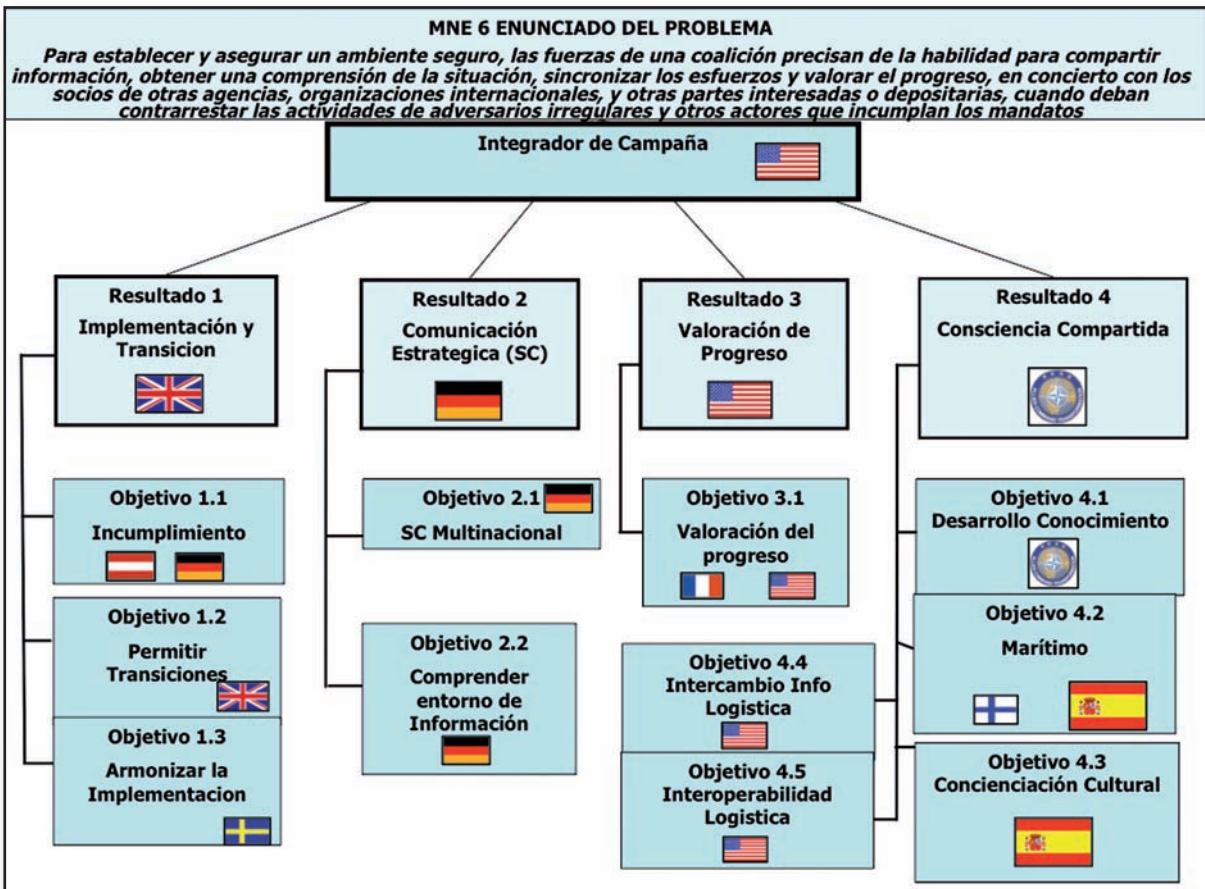 MNE 6 ENUNCIADO DEL PROBLEMA
Para establecer y asegurar un ambiente seguro, las fuerzas de una coalición precisan de la habilidad para compartir
información, obtener una comprensión de la situación, sincronizar los esfuerzos y valorar el progreso, en concierto con los
socios de otras agencias, organizaciones internacionales, y otras partes interesadas o depositarias, cuando deban
contrarrestar las actividades de adversarios irregulares y otros actores que incumplan los mandatos
Integrador de Campaña
Resultado 1
Implementación y
Transicion
Objetivo 1.1
Incumplimiento
Objetivo 1.2
Permitir
Transiciones
Objetivo 1.3
Armonizar la
Implementacion
Resultado 2
Comunicación
Estrategica (SC)
Objetivo 2.1
SC Multinacional
Objetivo 2.2
Comprender
entorno de
Información
Resultado 3
Valoración de
Progreso
Objetivo 3.1
Valoración del
progreso
Resultado 4
Consciencia Compartida
Objetivo 4.1
Desarrollo Conocimiento
Objetivo 4.2
Marítimo
Objetivo 4.3
Concienciación Cultural
Objetivo 4.4
Intercambio Info
Logistica
Objetivo 4.5
Interoperabilidad
Logistica